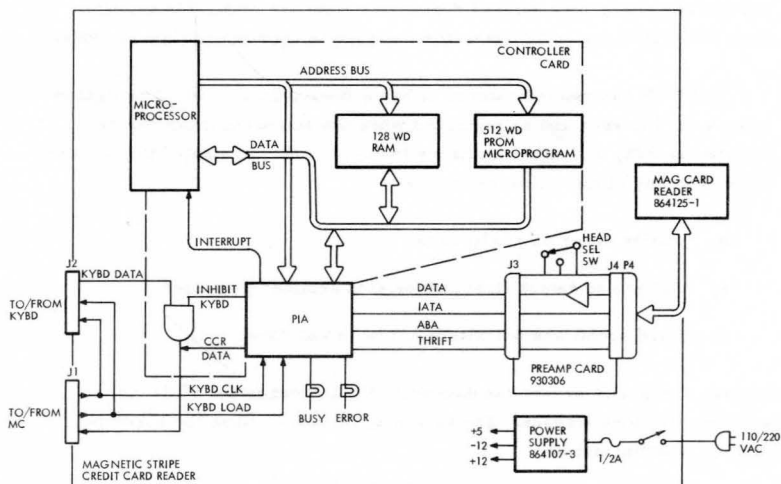 CONTROLLER
CARD
ADDRESS BUS
MICRO-
PROCESSOR
128 WD
RAM
512 WD
PROM
MICROPROGRAM
DATA
BUS
MAG CARD
READER
864125-1
INTERRUPT
HEAD
SEL
SW
J2
KYBD DATA
INHIBIT
KYBD
J3
J4 P4
TO/FROM
KYBD
PIA
DATA
IATA
ABA
THRIFT
CCR
DATA
J1
KYBD CLK
PREAMP CARD
930306
TO/FROM
MC
KYBD LOAD
BUSY
ERROR
+5
-12
+12
POWER
SUPPLY
864107-3
1/2A
110/220
VAC
MAGNETIC STRIPE
CREDIT CARD READER